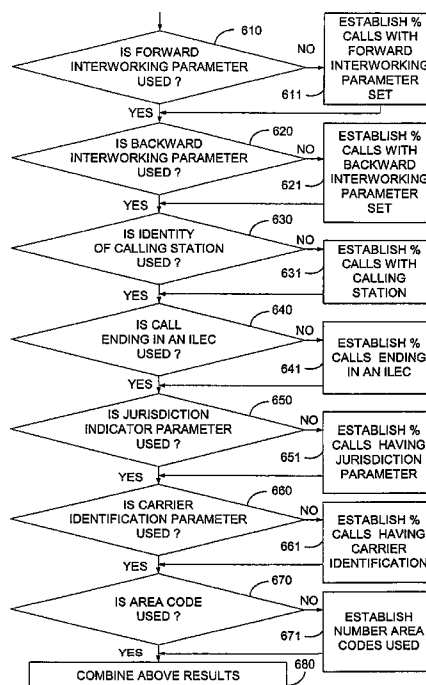 610
IS FORWARD
INTERWORKING PARAMETER
USED ?
NO
YES
ESTABLISH %
CALLS WITH
FORWARD
INTERWORKING
PARAMETER
SET
611
620
IS BACKWARD
INTERWORKING PARAMETER
USED ?
NO
YES
ESTABLISH %
CALLS WITH
BACKWARD
INTERWORKING
PARAMETER
SET
621
630
IS IDENTITY
OF CALLING STATION
USED ?
NO
YES
ESTABLISH %
CALLS WITH
CALLING
STATION
631
640
IS CALL
ENDING IN AN ILEC
USED ?
NO
YES
ESTABLISH %
CALLS ENDING
IN AN ILEC
641
650
IS JURISDICTION
INDICATOR PARAMETER
USED ?
NO
YES
ESTABLISH %
CALLS HAVING
JURISDICTION
PARAMETER
651
660
IS CARRIER
IDENTIFICATION PARAMETER
USED ?
NO
YES
ESTABLISH %
CALLS HAVING
CARRIER
IDENTIFICATION
661
670
IS AREA CODE
USED ?
NO
YES
ESTABLISH
NUMBER AREA
CODES USED
671
680
COMBINE ABOVE RESULTS